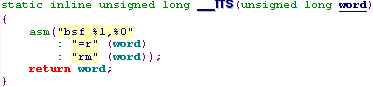 static inline unsigned long (unsigned long word)
{
asm("bsf %1,%0"
: "=r" (word)
: "rm" (word));
return word;
}